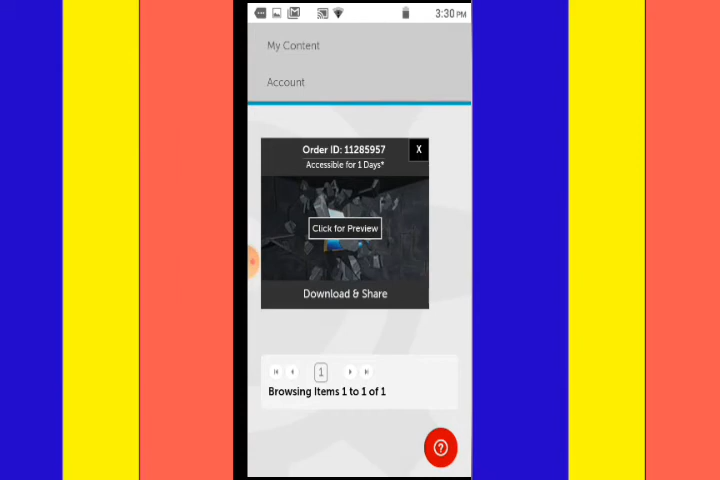 3:30 PM
My Content
Account
Order ID: 11285957
X
Accessible for 1 Days*
Click for Preview
Download & Share
1
Browsing Items 1 to 1 of 1
?